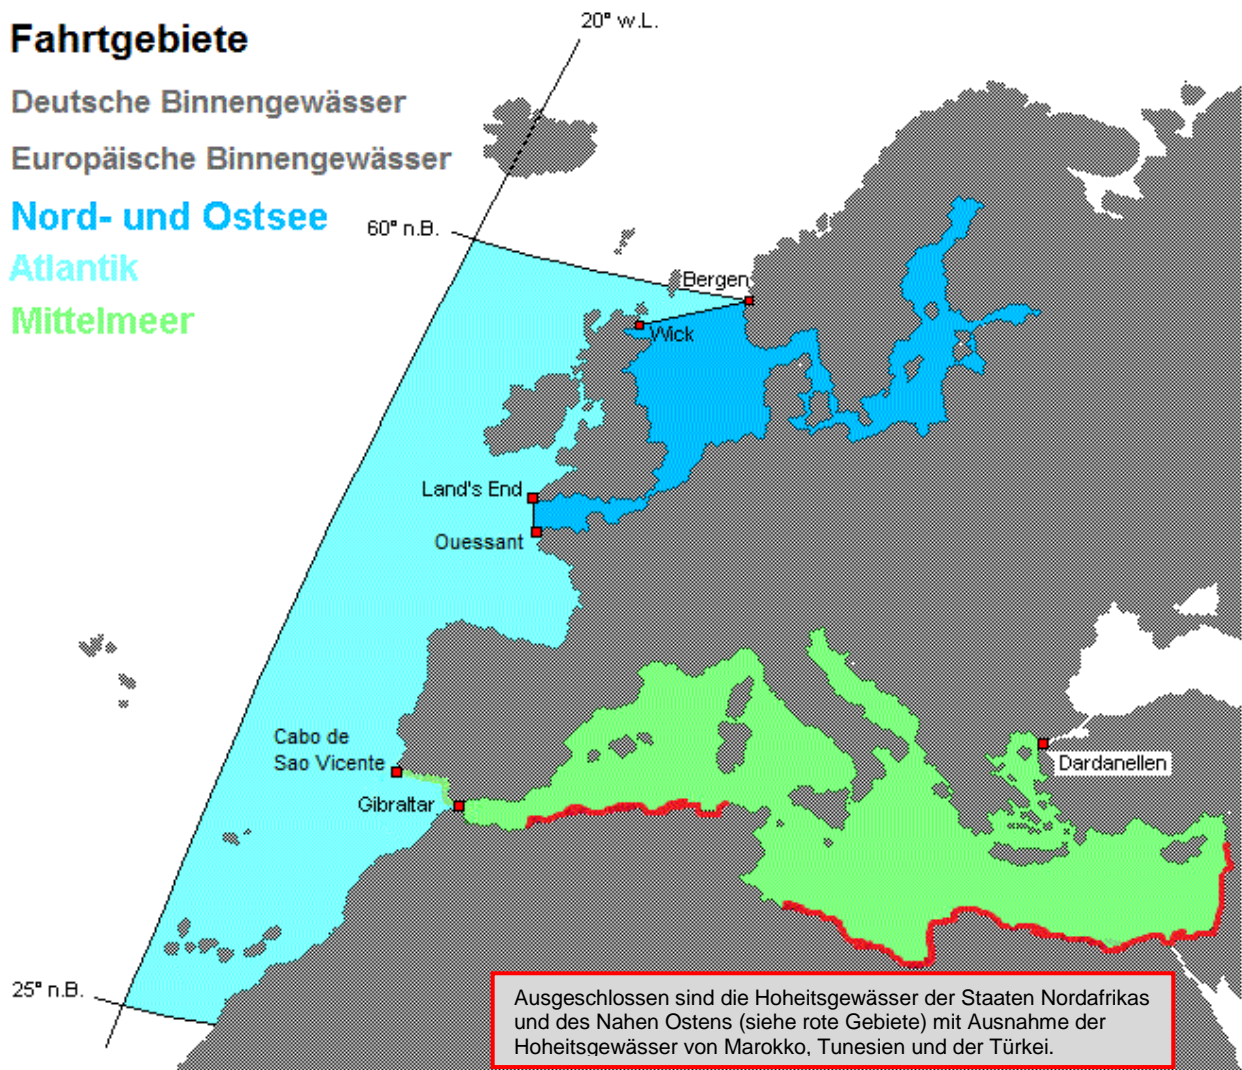 Fahrtgebiete
Deutsche Binnengewässer
Europäische Binnengewässer
Nord- und Ostsee
Atlantik
Mittelmeer
20° w.L.
60° n.B.
Bergen
Wick
Land's End
Ouessant
Cabo de
Sao Vicente
Gibraltar
Dardanellen
25° n.B.
Ausgeschlossen sind die Hoheitsgewässer der Staaten Nordafrikas
und des Nahen Ostens (siehe rote Gebiete) mit Ausnahme der
Hoheitsgewässer von Marokko, Tunesien und der Türkei.